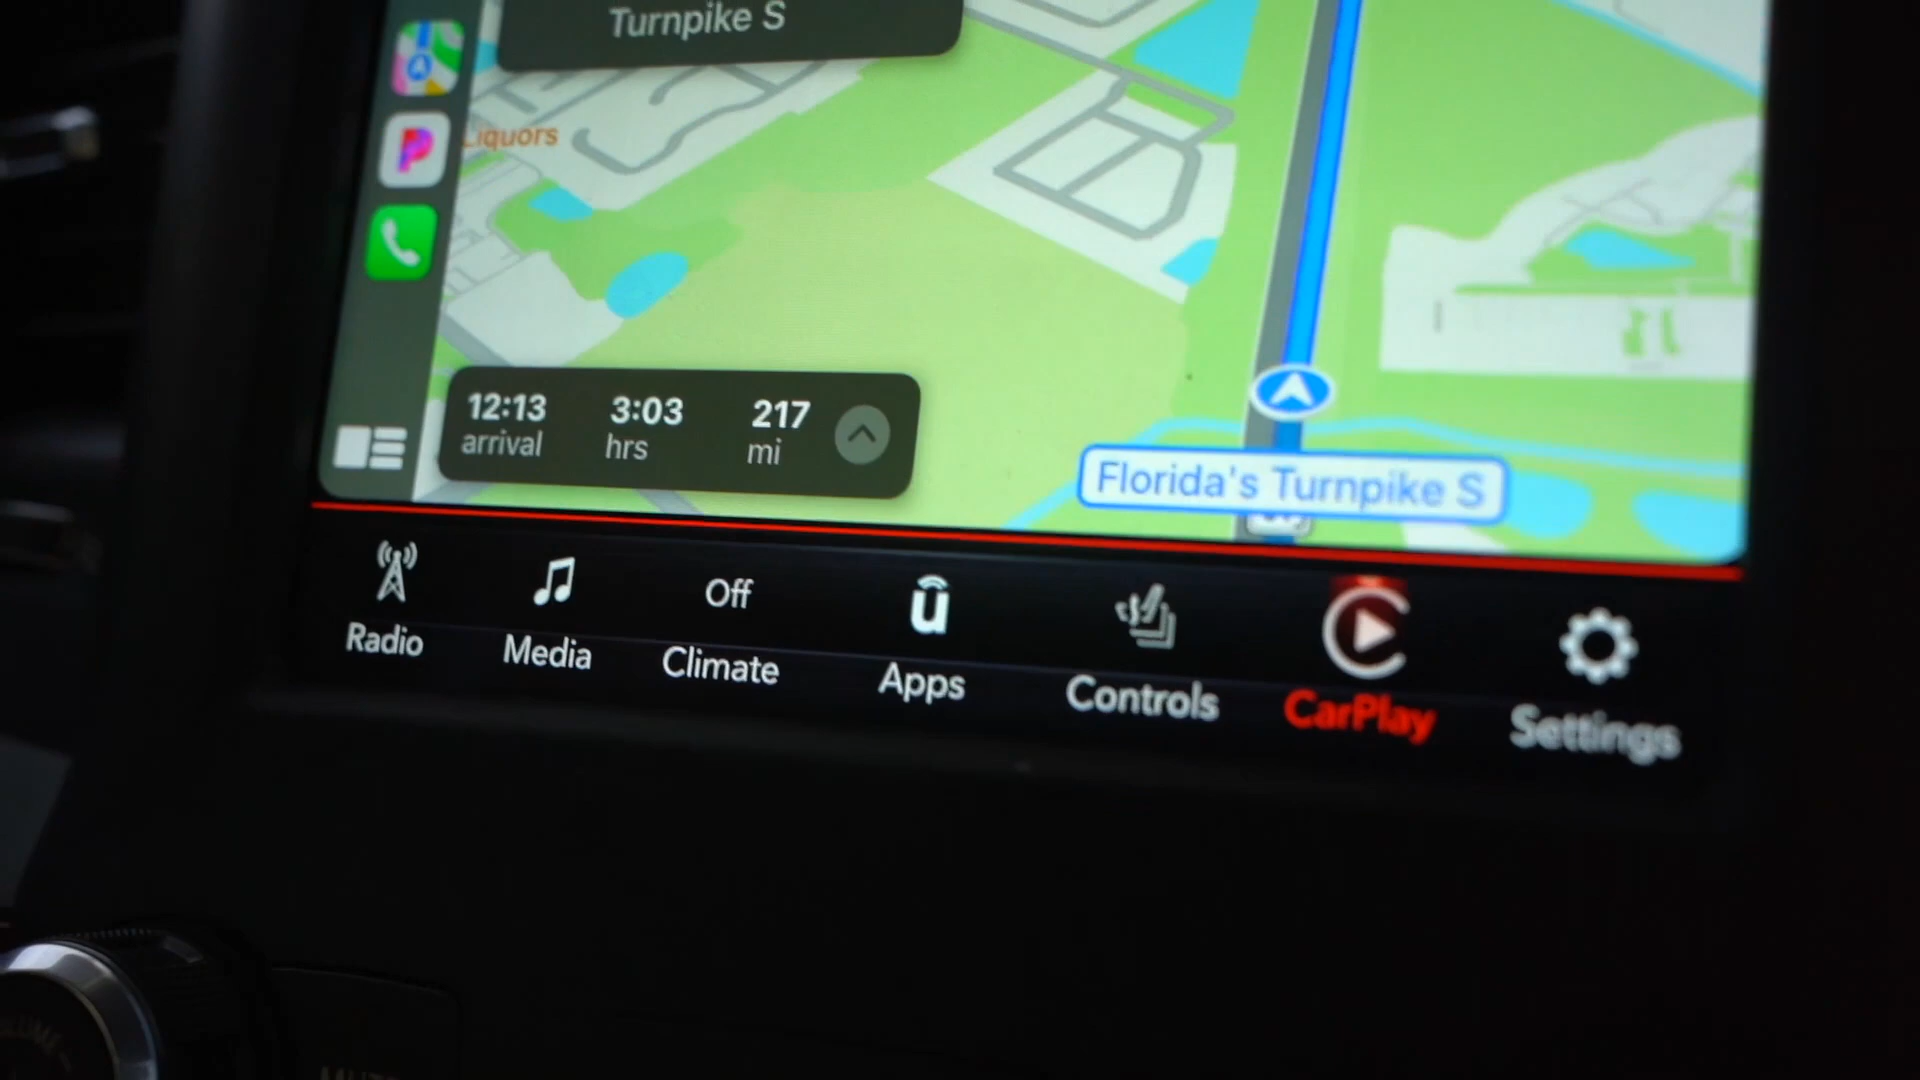 Turnpike S
Liquors
12:13 3:03 217
arrival hrs mi
Florida's Turnpike S
Off
Radio Media Climate Apps Controls CarPlay Settings